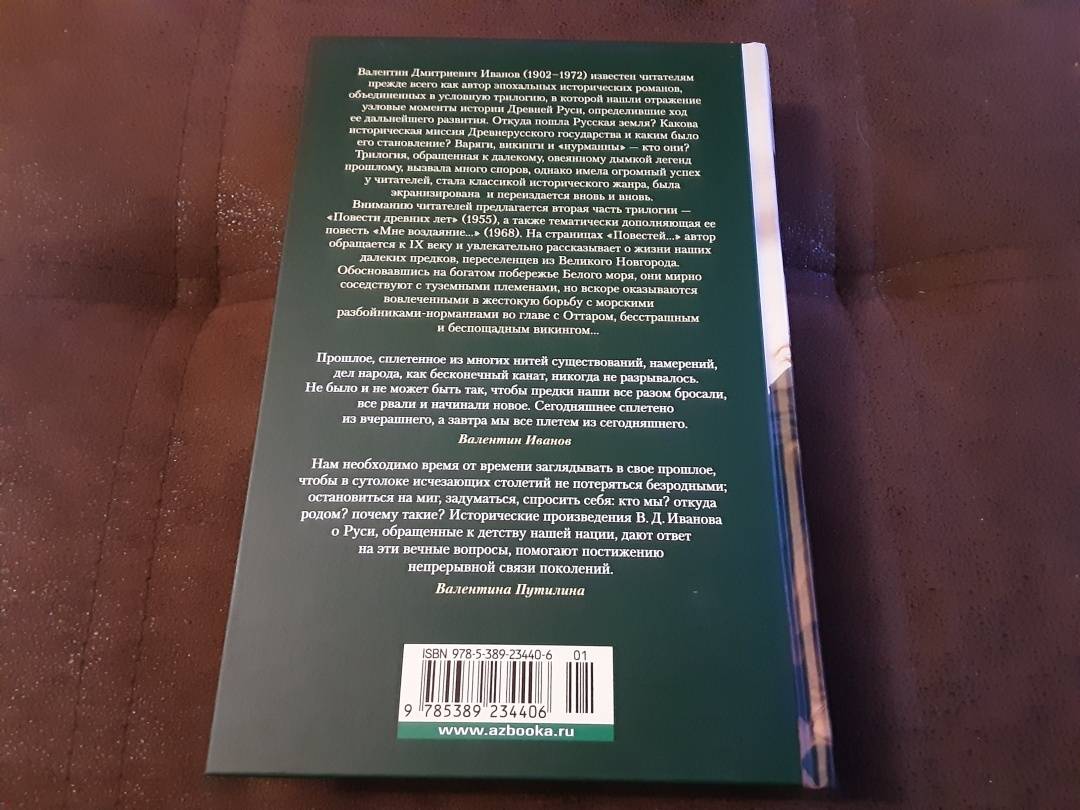 Валентин Дмитриевич Иванов (1902–1972) известен читателям
прежде всего как автор эпохальных исторических романов,
объединенных в условную трилогию, в которой нашли отражение
узловые моменты истории Древней Руси, определившие ход
ее дальнейшего развития. Откуда пошла Русская земля? Какова
историческая миссия Древнерусского государства и каким было
его становление? Варяги, викинги и «нурманны» — кто они?
Трилогия, обращенная к далекому, овеянному дымкой легенд
прошлому, вызвала много споров, однако имела огромный успех
у читателей, стала классикой исторического жанра, была
экранизирована и переиздается вновь и вновь.
Вниманию читателей предлагается вторая часть трилогии —
«Повести древних лет» (1955), а также тематически дополняющая ее
повесть «Мне воздаяние...» (1968). На страницах «Повестей...» автор
обращается к IX веку и увлекательно рассказывает о жизни наших
далеких предков, переселенцев из Великого Новгорода.
Обосновавшись на богатом побережье Белого моря, они мирно
соседствуют с туземными племенами, но вскоре оказываются
вовлеченными в жестокую борьбу с морскими
разбойниками-норманнами во главе с Оттаром, бесстрашным
и беспощадным викингом...
Прошлое, сплетенное из многих нитей существований, намерений,
дел народа, как бесконечный канат, никогда не разрывалось.
Не было и не может быть так, чтобы предки наши все разом бросали,
все рвали и начинали новое. Сегодняшнее сплетено
из вчерашнего, а завтра мы все плетем из сегодняшнего.
Валентин Иванов
Нам необходимо время от времени заглядывать в свое прошлое,
чтобы в сутолоке исчезающих столетий не потеряться безродными;
остановиться на миг, задуматься, спросить себя: кто мы? откуда
родом? почему такие? Исторические произведения В. Д. Иванова
о Руси, обращенные к детству нашей нации, дают ответ
на эти вечные вопросы, помогают постижению
непрерывной связи поколений.
Валентина Путилина
ISBN 978-5-389-23440-6 01
9 785389 234406
www.azbooka.ru